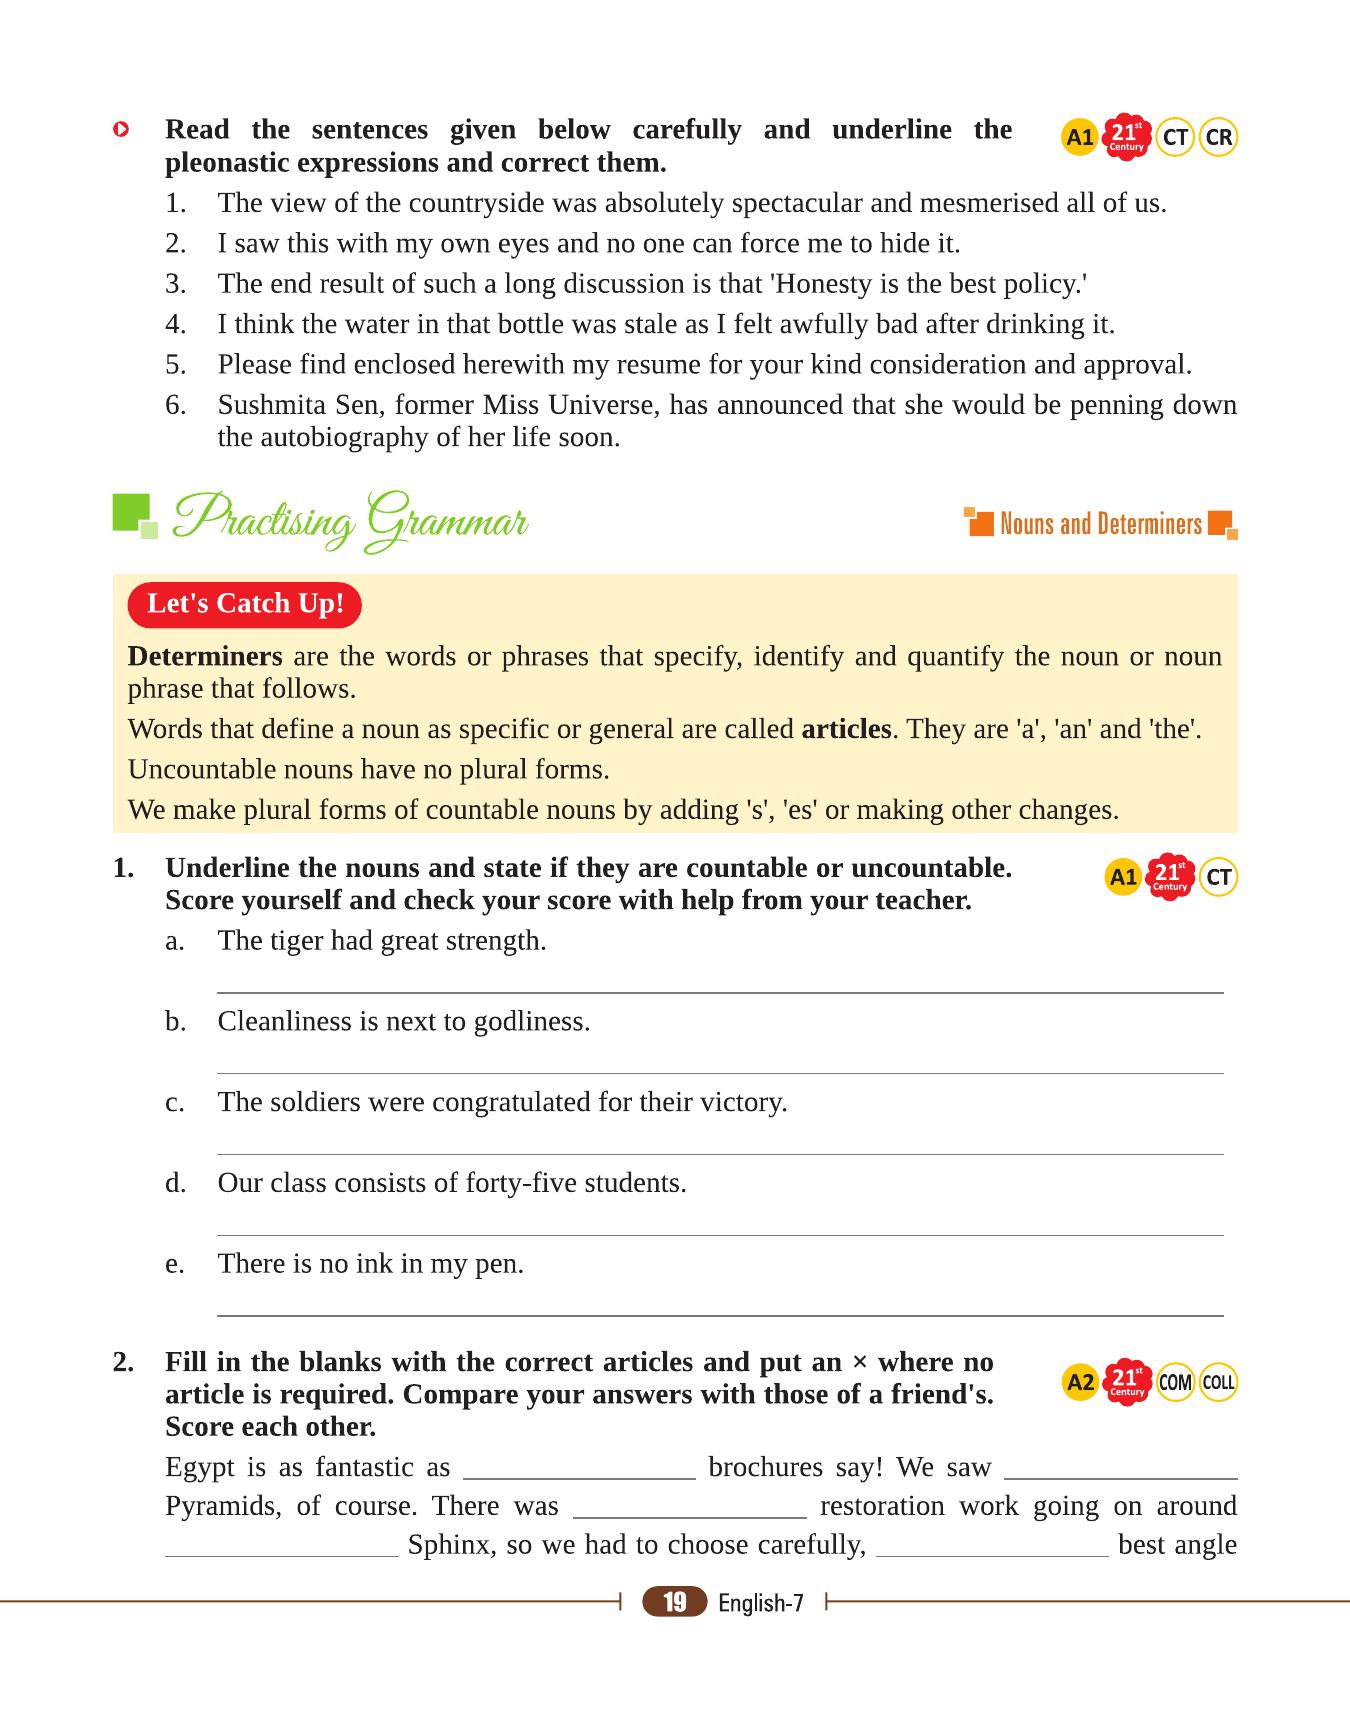 Read the sentences given below carefully and underline the
A1 21st Century CT CR
pleonastic expressions and correct them.
1. The view of the countryside was absolutely spectacular and mesmerised all of us.
2. I saw this with my own eyes and no one can force me to hide it.
3. The end result of such a long discussion is that 'Honesty is the best policy.'
4. I think the water in that bottle was stale as I felt awfully bad after drinking it.
5. Please find enclosed herewith my resume for your kind consideration and approval.
6. Sushmita Sen, former Miss Universe, has announced that she would be penning down
the autobiography of her life soon.
Practising Grammar
Nouns and Determiners
Let's Catch Up!
Determiners are the words or phrases that specify, identify and quantify the noun or noun
phrase that follows.
Words that define a noun as specific or general are called articles. They are 'a', 'an' and 'the'.
Uncountable nouns have no plural forms.
We make plural forms of countable nouns by adding 's', 'es' or making other changes.
1. Underline the nouns and state if they are countable or uncountable.
A1 21st Century CT
Score yourself and check your score with help from your teacher.
a. The tiger had great strength.
b. Cleanliness is next to godliness.
c. The soldiers were congratulated for their victory.
d. Our class consists of forty-five students.
e. There is no ink in my pen.
2. Fill in the blanks with the correct articles and put an × where no
A2 21st Century COM COLL
article is required. Compare your answers with those of a friend's.
Score each other.
Egypt is as fantastic as ________________ brochures say! We saw ________________
Pyramids, of course. There was ________________ restoration work going on around
________________ Sphinx, so we had to choose carefully, ________________ best angle
19 English-7